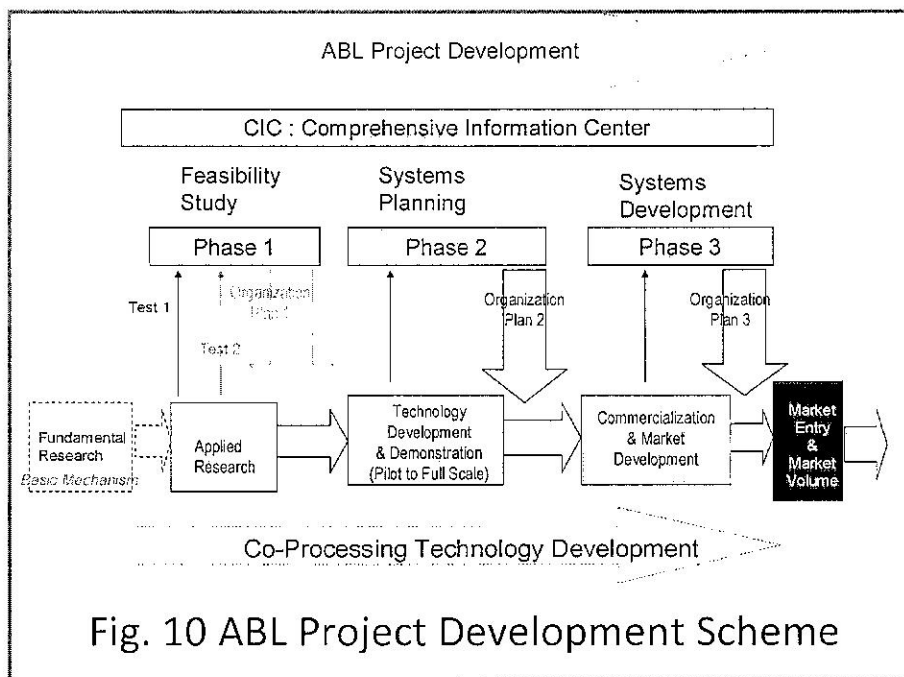 ABL Project Development
CIC : Comprehensive Information Center
Feasibility
Study
Systems
Planning
Systems
Development
Phase 1
Phase 2
Phase 3
Test 1
Organization
Plan 1
Test 2
Organization
Plan 2
Organization
Plan 3
Fundamental
Research
Basic Mechanism
Applied
Research
Technology
Development
& Demonstration
(Pilot to Full Scale)
Commercialization
& Market
Development
Market
Entry
&
Market
Volume
Co-Processing Technology Development
Fig. 10 ABL Project Development Scheme